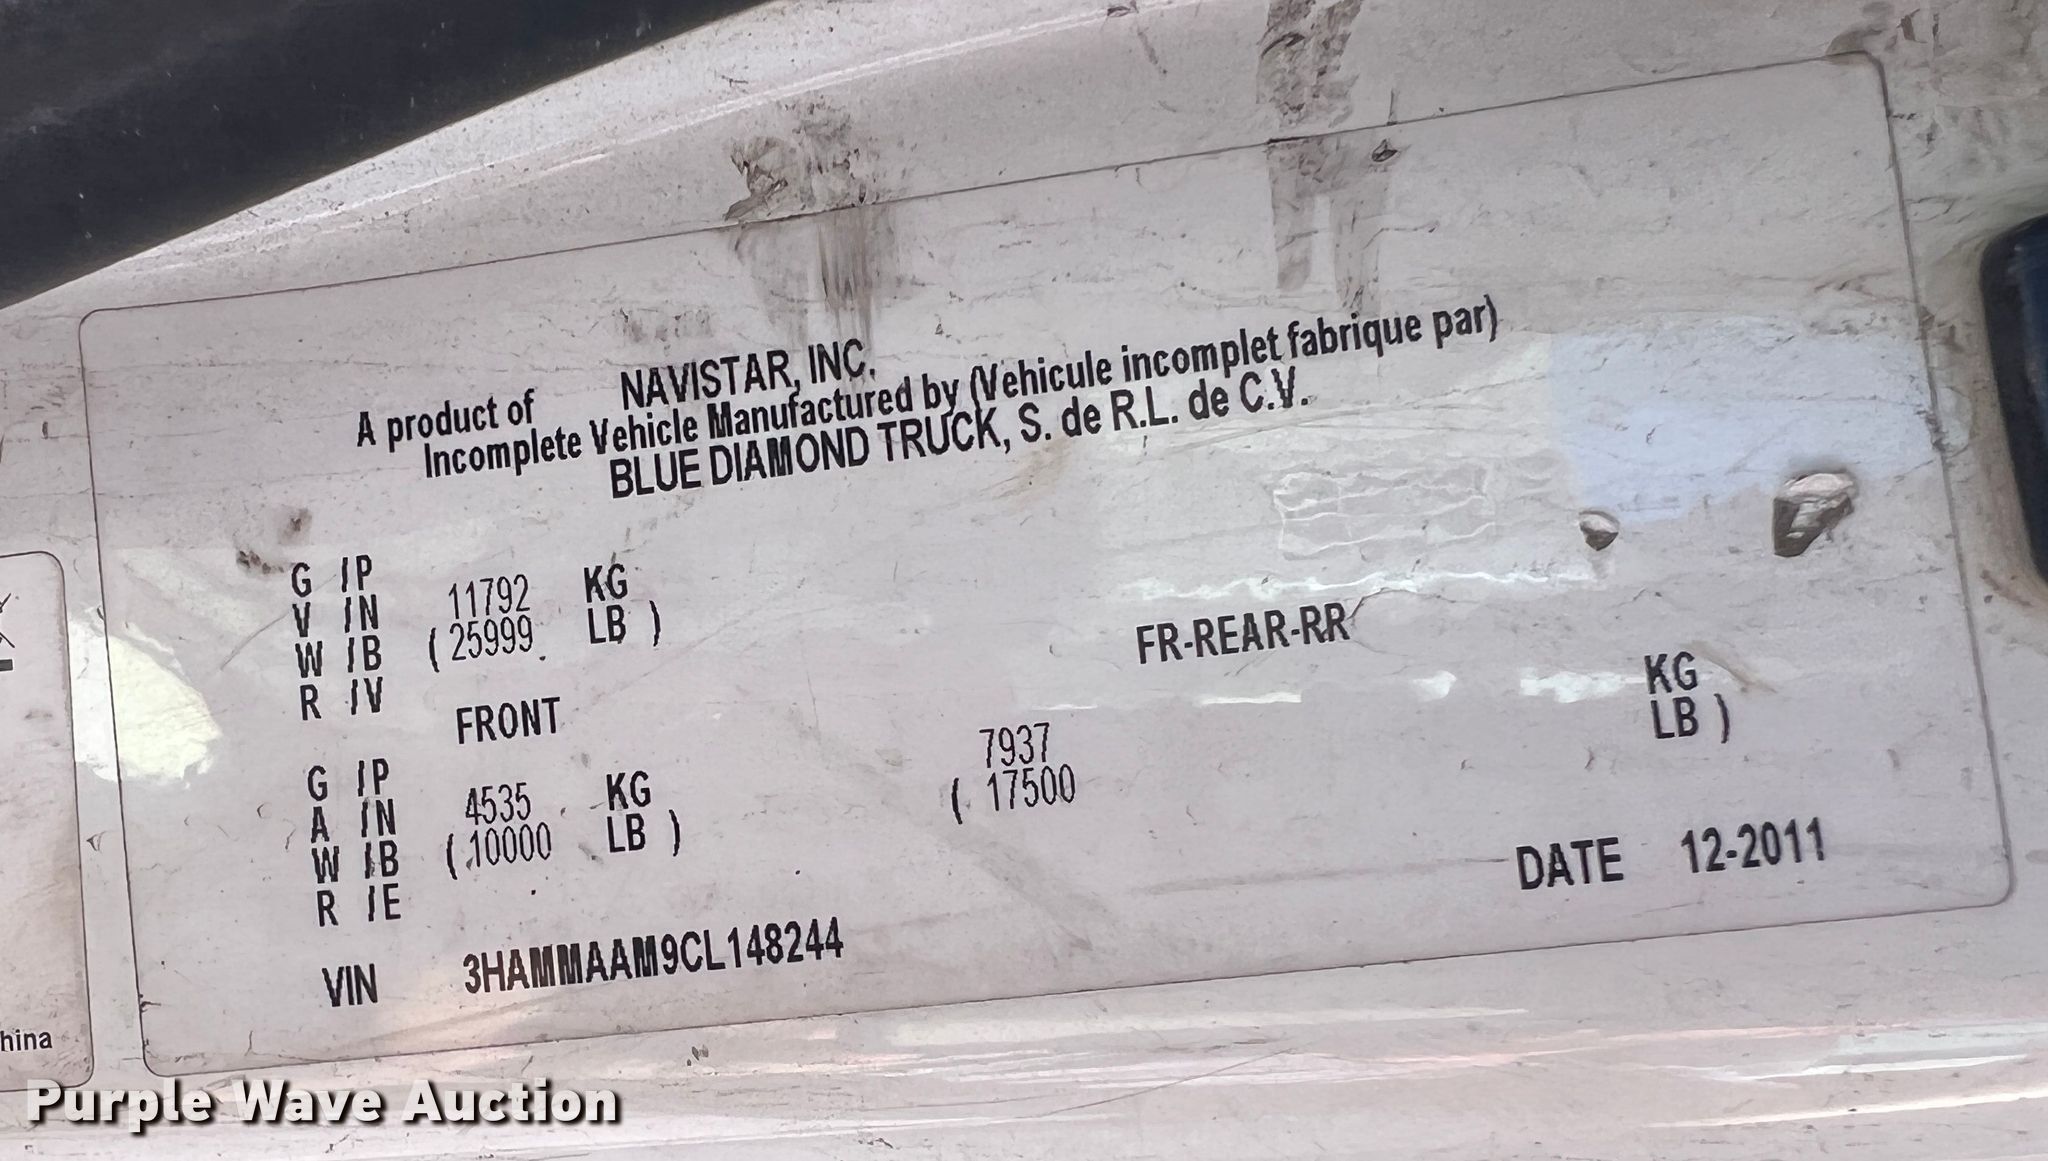 A product of NAVISTAR, INC.
Incomplete Vehicle Manufactured by (Vehicule incomplet fabrique par)
BLUE DIAMOND TRUCK, S. de R.L. de C.V.
G /P 11792 KG
V /N ( 25999 LB )
W /B
R /V
FRONT
FR-REAR-RR
G /P 4535 KG 7937 KG
A /N ( 10000 LB ) ( 17500 LB )
W /B
R /E
DATE 12-2011
VIN 3HAMMAAM9CL148244
hina
Purple Wave Auction